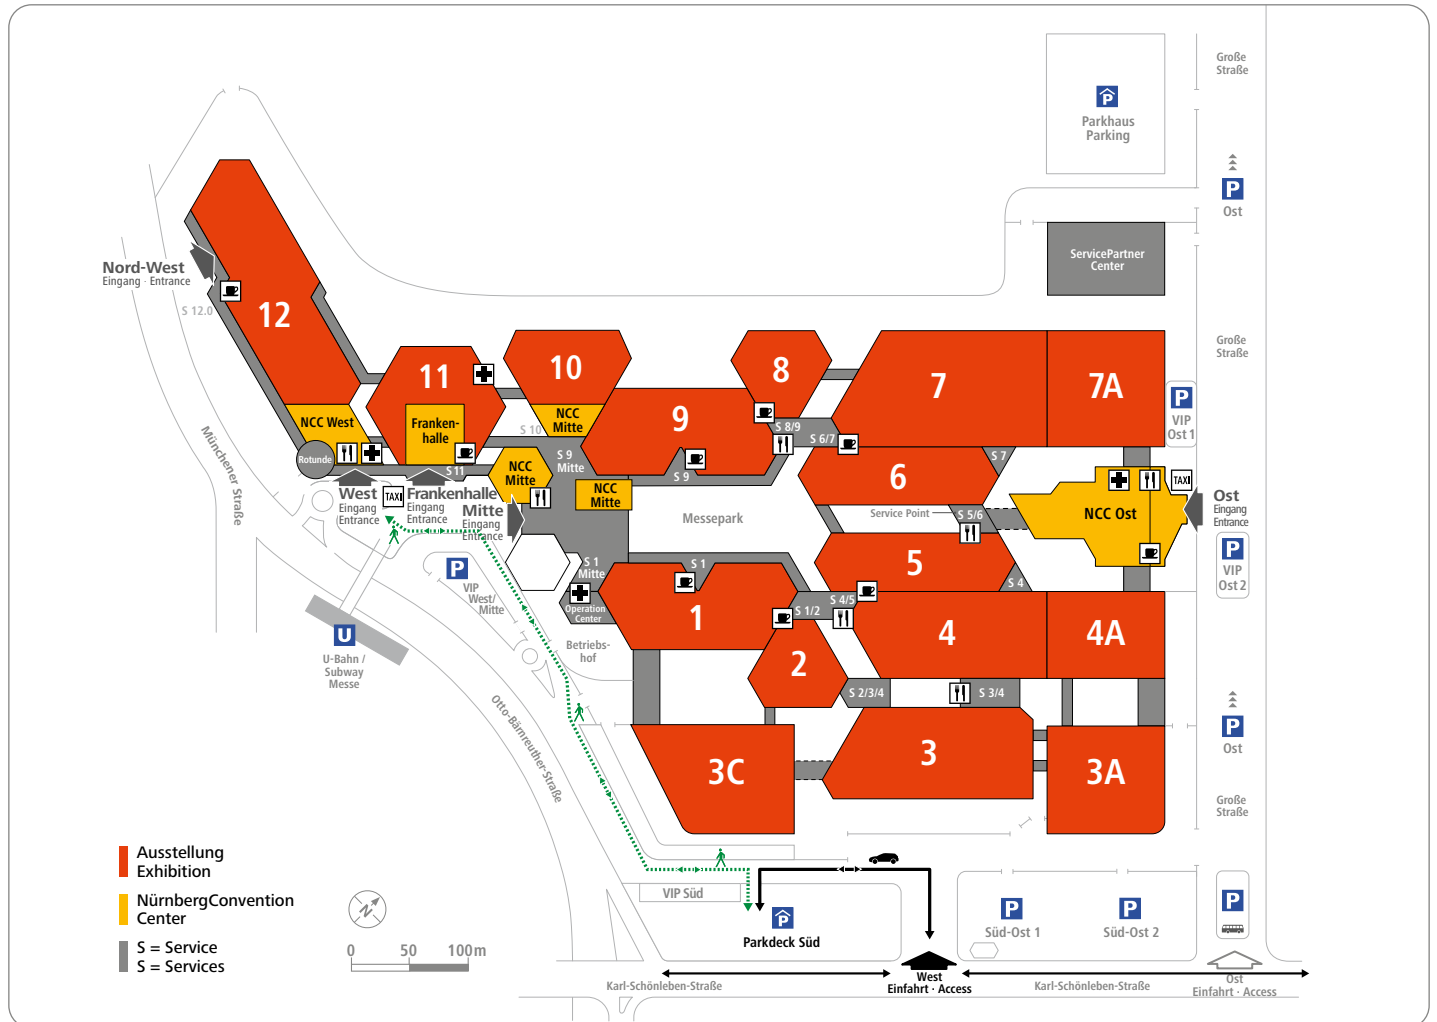 Große
Straße
P
Parkhaus
Parking
P
Ost
ServicePartner
Center
Nord-West
Eingang · Entrance
S 12.0
12
11
10
8
7
7A
Große
Straße
P
VIP
Ost 1
NCC West
Franken-
halle
NCC
Mitte
S 10
9
S 8/9
S 6/7
S 7
6
Rotunde
S 11
NCC
Mitte
S 9
Mitte
S 9
NCC
Mitte
Messepark
Service Point
S 5/6
NCC Ost
TAXI
Ost
Eingang
Entrance
P
VIP
Ost 2
West
Eingang
Entrance
TAXI
Frankenhalle
Eingang
Entrance
Mitte
Eingang
Entrance
Münchener Straße
P
VIP
West/
Mitte
S 1
Mitte
S 1
Operation
Center
1
5
S 4
S 4/5
S 1/2
4
4A
2
Betriebs-
hof
U
U-Bahn /
Subway
Messe
S 2/3/4
S 3/4
Otto-Bärnreuther-Straße
P
Ost
3C
3
3A
Große
Straße
Ausstellung
Exhibition
NürnbergConvention
Center
S = Service
S = Services
N
0 50 100m
VIP Süd
P
Parkdeck Süd
P
Süd-Ost 1
P
Süd-Ost 2
P
West
Einfahrt · Access
Ost
Einfahrt · Access
Karl-Schönleben-Straße
Karl-Schönleben-Straße